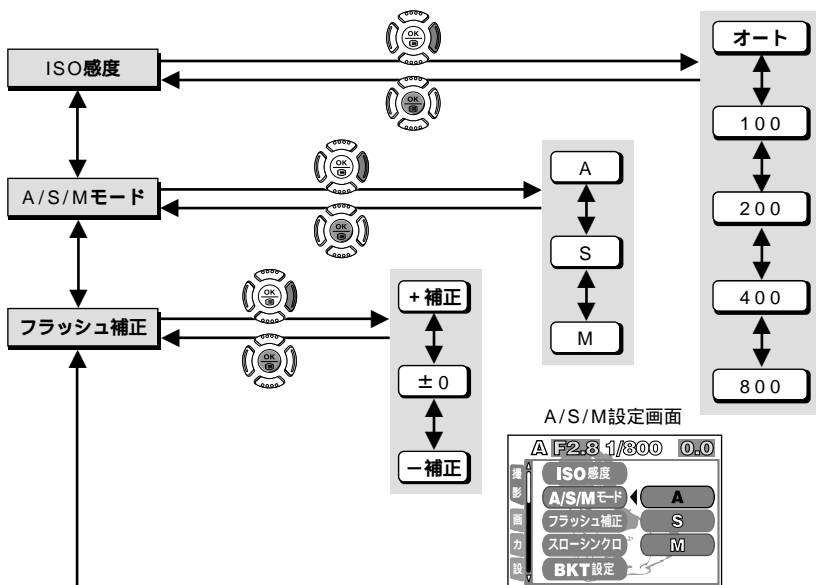 ISO感度
オート
100
200
400
800
A/S/Mモード
A
S
M
フラッシュ補正
+補正
±0
−補正
OK
OK
OK
OK
OK
OK
A/S/M設定画面
A F2.8 1/800 0.0
撮影
画
カ
設
ISO感度
A/S/Mモード A
フラッシュ補正 S
スローシンクロ M
BKT設定